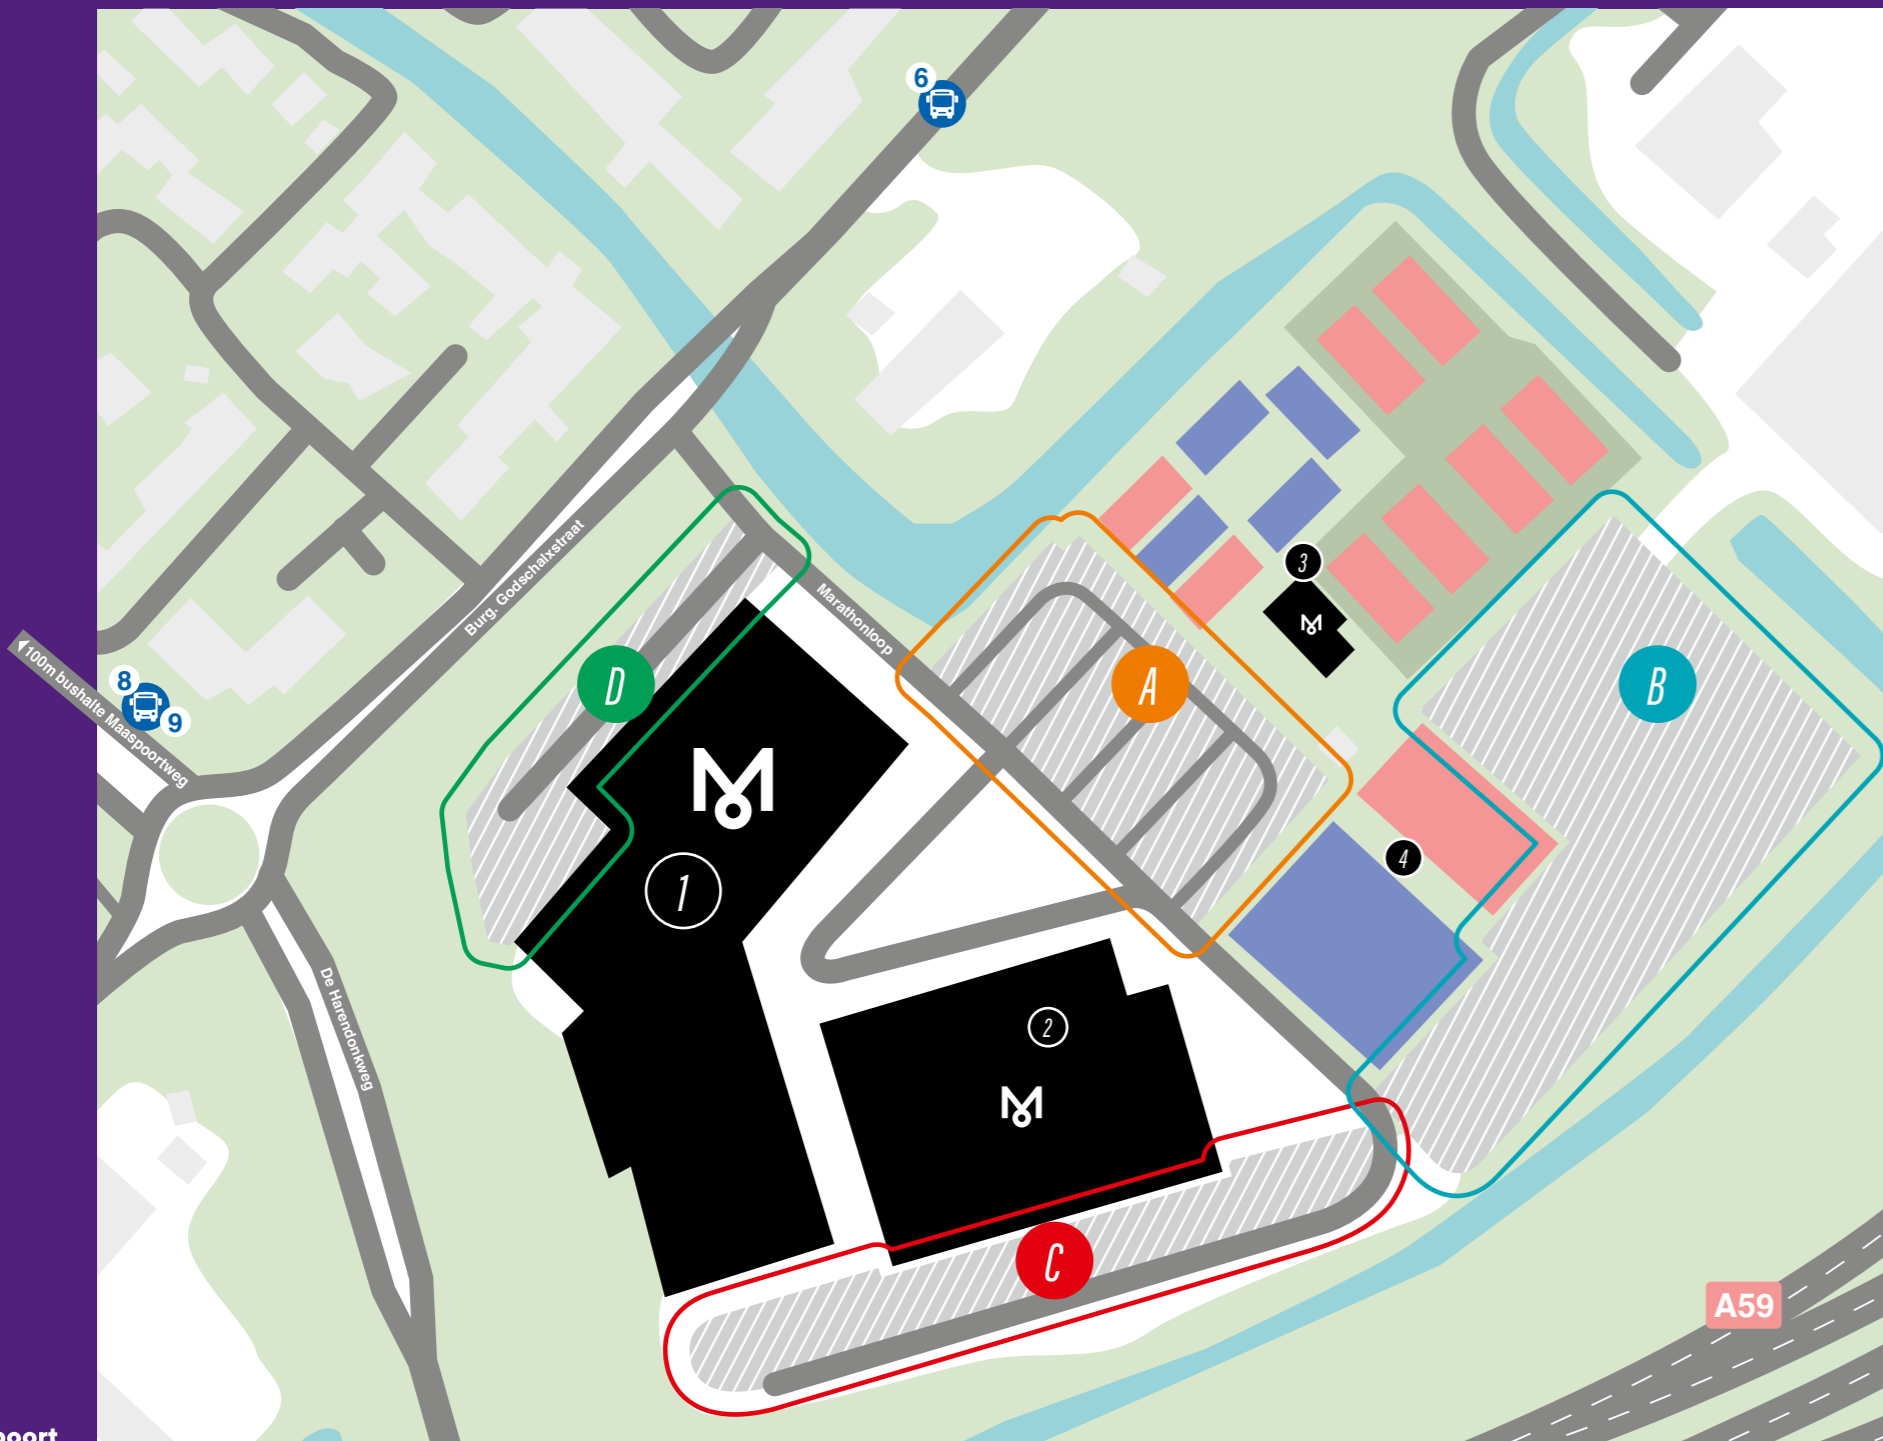 6
3
Burg. Godschalxstraat
Marathonloop
100m bushalte Maaspoortweg
8
9
D
A
B
1
4
De Harendonkweg
2
C
A59
poort